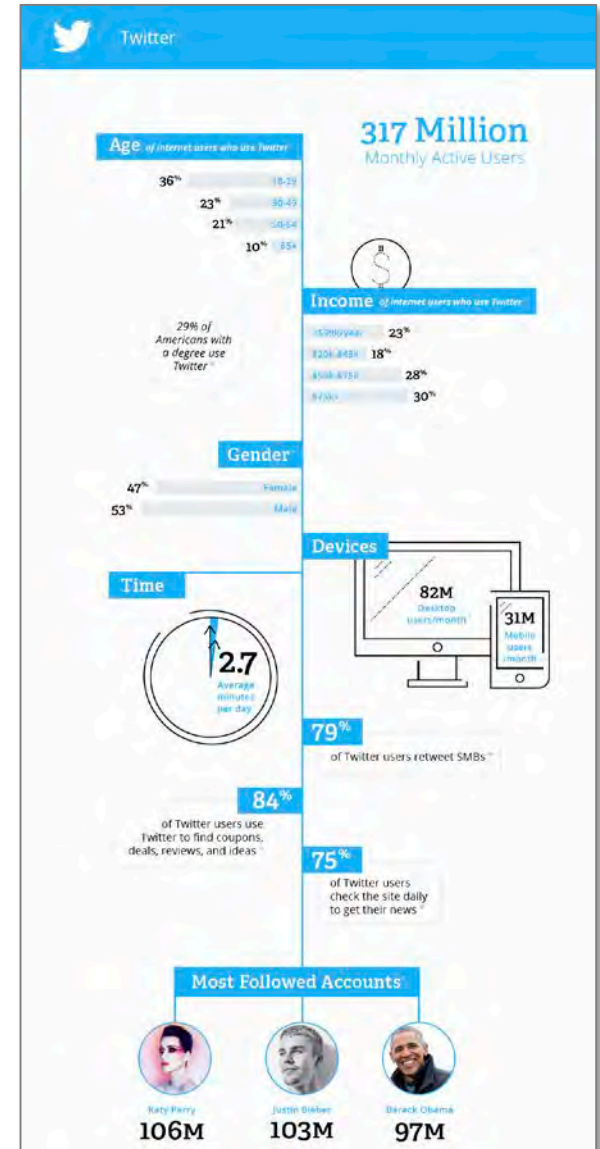 Twitter
317 Million
Monthly Active Users
Age of internet users who use Twitter
36% 18-29
23% 30-49
21% 50-64
10% 65+
Income of internet users who use Twitter
23%
18%
28%
$75k+ 30%
29% of
Americans with
a degree use
Twitter
Gender
47% Female
53% Male
Devices
82M
Desktop
users/month
31M
Mobile
users
/month
Time
2.7
Average
minutes
per day
79%
of Twitter users retweet SMBs
84%
of Twitter users use
Twitter to find coupons,
deals, reviews, and ideas
75%
of Twitter users
check the site daily
to get their news
Most Followed Accounts
Katy Perry
106M
Justin Bieber
103M
Barack Obama
97M